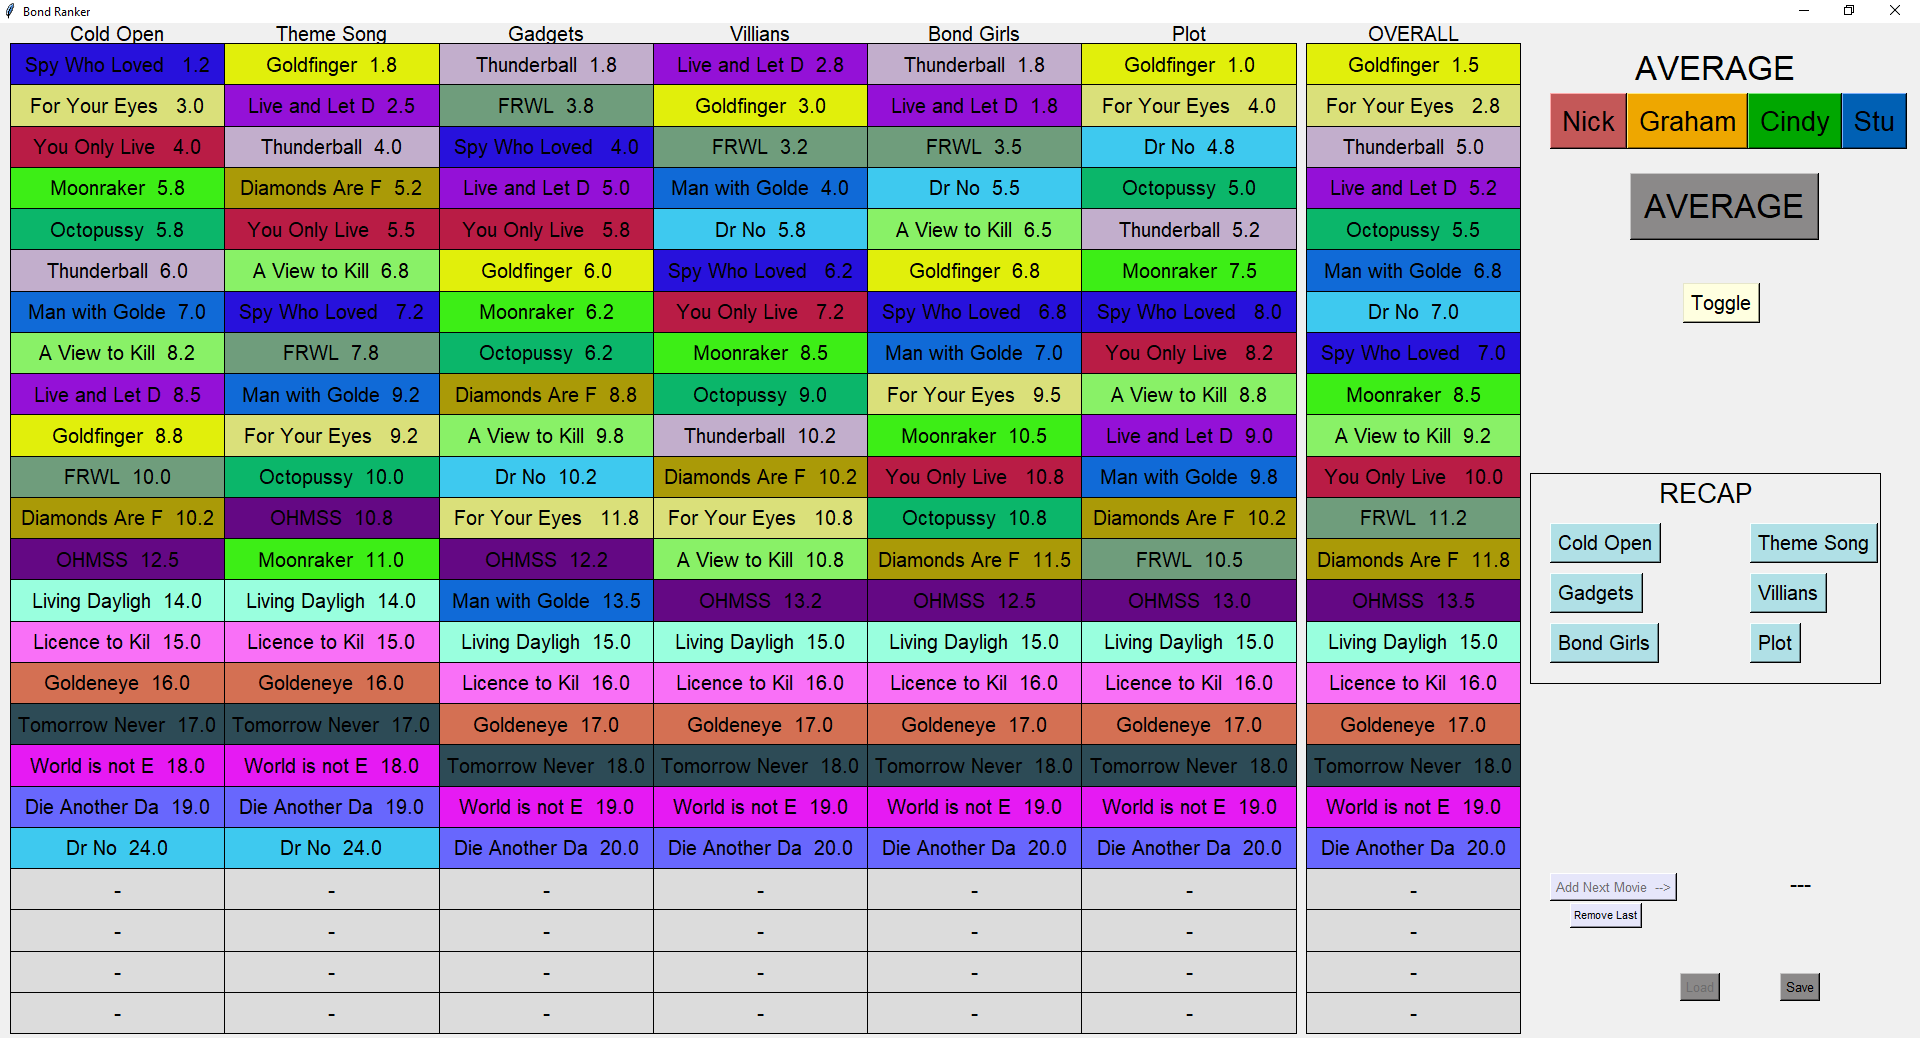 Bond Ranker
Cold Open Theme Song Gadgets Villians Bond Girls Plot OVERALL
Spy Who Loved 1.2 Goldfinger 1.8 Thunderball 1.8 Live and Let D 2.8 Thunderball 1.8 Goldfinger 1.0 Goldfinger 1.5
For Your Eyes 3.0 Live and Let D 2.5 FRWL 3.8 Goldfinger 3.0 Live and Let D 1.8 For Your Eyes 4.0 For Your Eyes 2.8
You Only Live 4.0 Thunderball 4.0 Spy Who Loved 4.0 FRWL 3.2 FRWL 3.5 Dr No 4.8 Thunderball 5.0
Moonraker 5.8 Diamonds Are F 5.2 Live and Let D 5.0 Man with Golde 4.0 Dr No 5.5 Octopussy 5.0 Live and Let D 5.2
Octopussy 5.8 You Only Live 5.5 You Only Live 5.8 Dr No 5.8 A View to Kill 6.5 Thunderball 5.2 Octopussy 5.5
Thunderball 6.0 A View to Kill 6.8 Goldfinger 6.0 Spy Who Loved 6.2 Goldfinger 6.8 Moonraker 7.5 Man with Golde 6.8
Man with Golde 7.0 Spy Who Loved 7.2 Moonraker 6.2 You Only Live 7.2 Spy Who Loved 6.8 Spy Who Loved 8.0 Dr No 7.0
A View to Kill 8.2 FRWL 7.8 Octopussy 6.2 Moonraker 8.5 Man with Golde 7.0 You Only Live 8.2 Spy Who Loved 7.0
Live and Let D 8.5 Man with Golde 9.2 Diamonds Are F 8.8 Octopussy 9.0 For Your Eyes 9.5 A View to Kill 8.8 Moonraker 8.5
Goldfinger 8.8 For Your Eyes 9.2 A View to Kill 9.8 Thunderball 10.2 Moonraker 10.5 Live and Let D 9.0 A View to Kill 9.2
FRWL 10.0 Octopussy 10.0 Dr No 10.2 Diamonds Are F 10.2 You Only Live 10.8 Man with Golde 9.8 You Only Live 10.0
Diamonds Are F 10.2 OHMSS 10.8 For Your Eyes 11.8 For Your Eyes 10.8 Octopussy 10.8 Diamonds Are F 10.2 FRWL 11.2
OHMSS 12.5 Moonraker 11.0 OHMSS 12.2 A View to Kill 10.8 Diamonds Are F 11.5 FRWL 10.5 Diamonds Are F 11.8
Living Dayligh 14.0 Living Dayligh 14.0 Man with Golde 13.5 OHMSS 13.2 OHMSS 12.5 OHMSS 13.0 OHMSS 13.5
Licence to Kil 15.0 Licence to Kil 15.0 Living Dayligh 15.0 Living Dayligh 15.0 Living Dayligh 15.0 Living Dayligh 15.0 Living Dayligh 15.0
Goldeneye 16.0 Goldeneye 16.0 Licence to Kil 16.0 Licence to Kil 16.0 Licence to Kil 16.0 Licence to Kil 16.0 Licence to Kil 16.0
Tomorrow Never 17.0 Tomorrow Never 17.0 Goldeneye 17.0 Goldeneye 17.0 Goldeneye 17.0 Goldeneye 17.0 Goldeneye 17.0
World is not E 18.0 World is not E 18.0 Tomorrow Never 18.0 Tomorrow Never 18.0 Tomorrow Never 18.0 Tomorrow Never 18.0 Tomorrow Never 18.0
Die Another Da 19.0 Die Another Da 19.0 World is not E 19.0 World is not E 19.0 World is not E 19.0 World is not E 19.0 World is not E 19.0
Dr No 24.0 Dr No 24.0 Die Another Da 20.0 Die Another Da 20.0 Die Another Da 20.0 Die Another Da 20.0 Die Another Da 20.0
- - - - - - -
- - - - - - -
- - - - - - -
- - - - - - -
AVERAGE
Nick Graham Cindy Stu
AVERAGE
Toggle
RECAP
Cold Open Theme Song
Gadgets Villians
Bond Girls Plot
Add Next Movie --> ---
Remove Last
Load Save